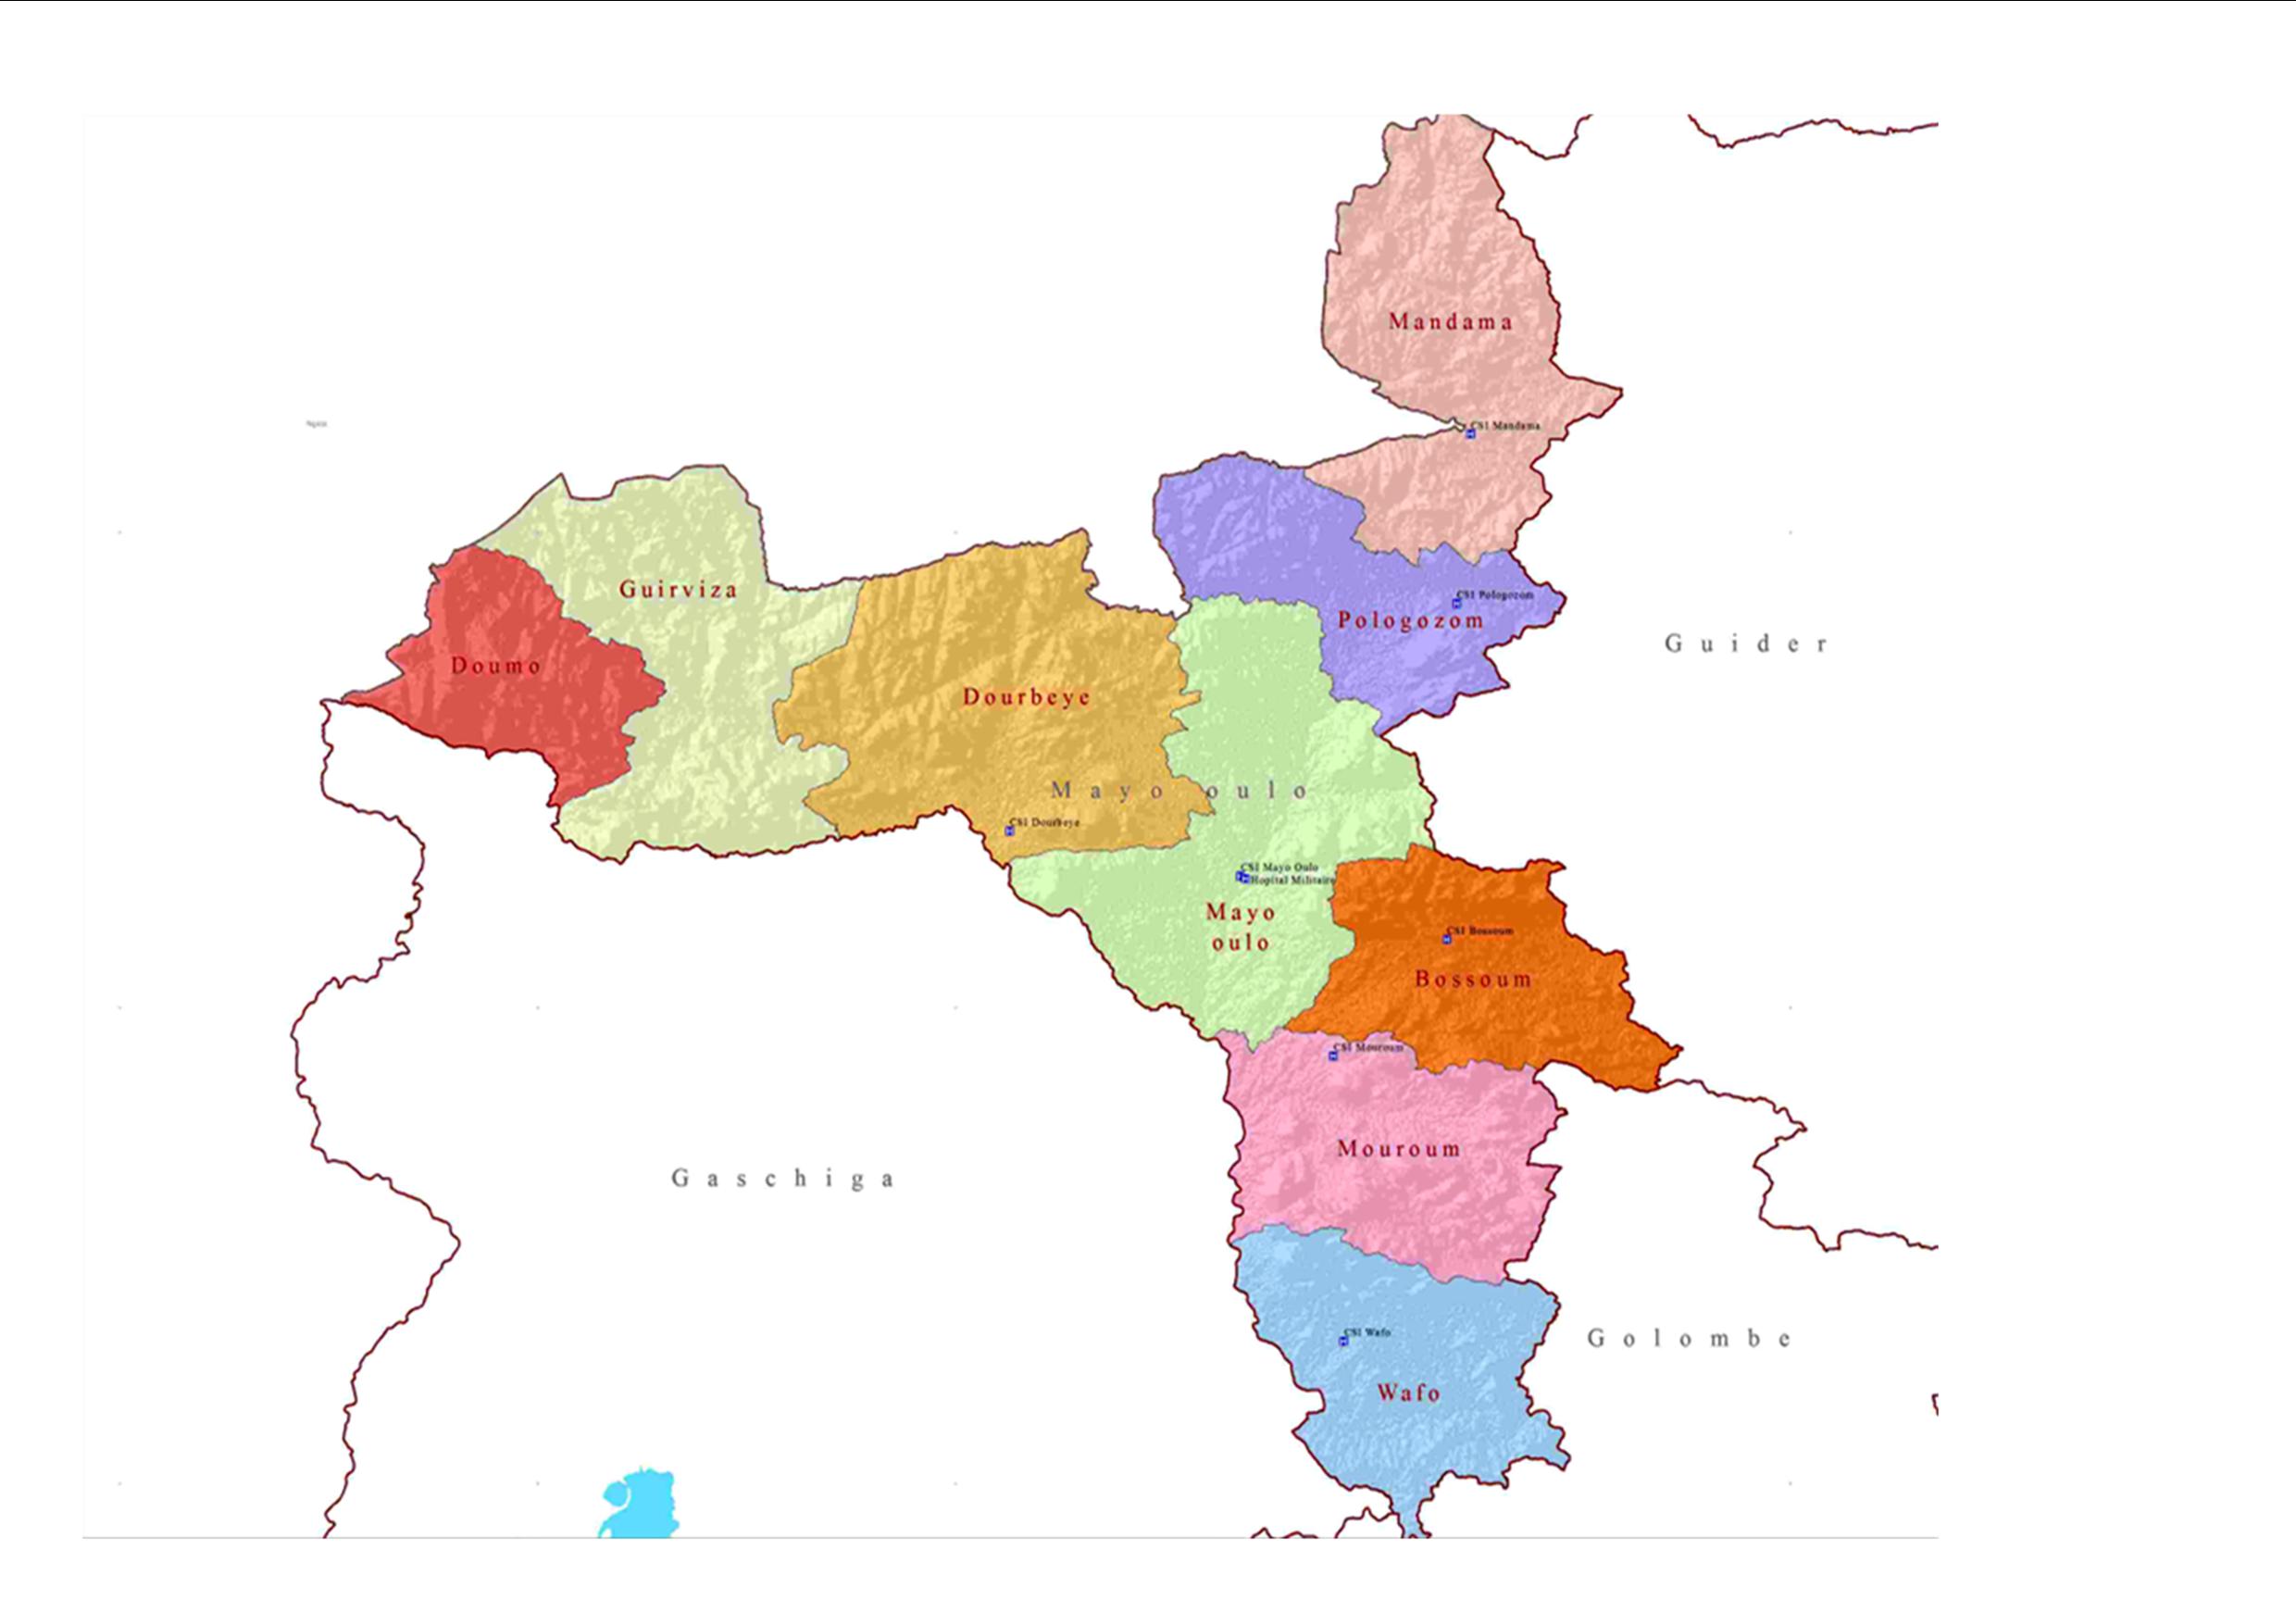 Mandama
CSI Mandama
Guirviza
CSI Pologozom
Pologozom
Guider
Doumo
Dourbeye
Mayo oulo
CSI Dourbeye
CSI Mayo Oulo
Hopital Militaire
Mayo
oulo
CSI Bossoum
Bossoum
CSI Mouroum
Mouroum
Gaschiga
CSI Wafo
Golombe
Wafo